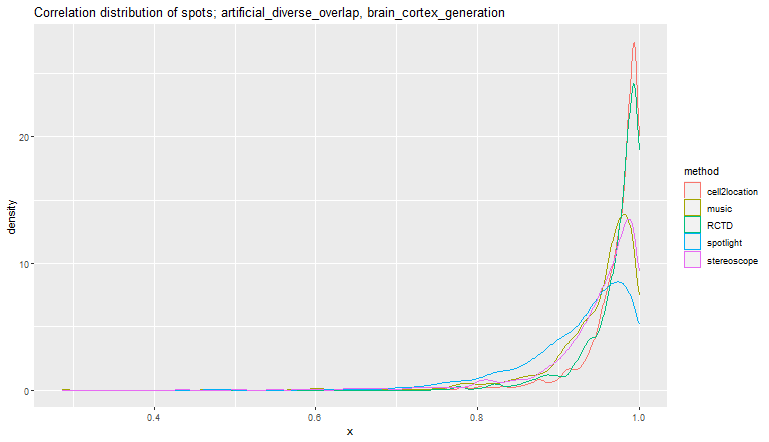 Correlation distribution of spots; artificial_diverse_overlap, brain_cortex_generation
density
20
10
0
0.4
0.6
0.8
1.0
x
method
cell2location
music
RCTD
spotlight
stereoscope